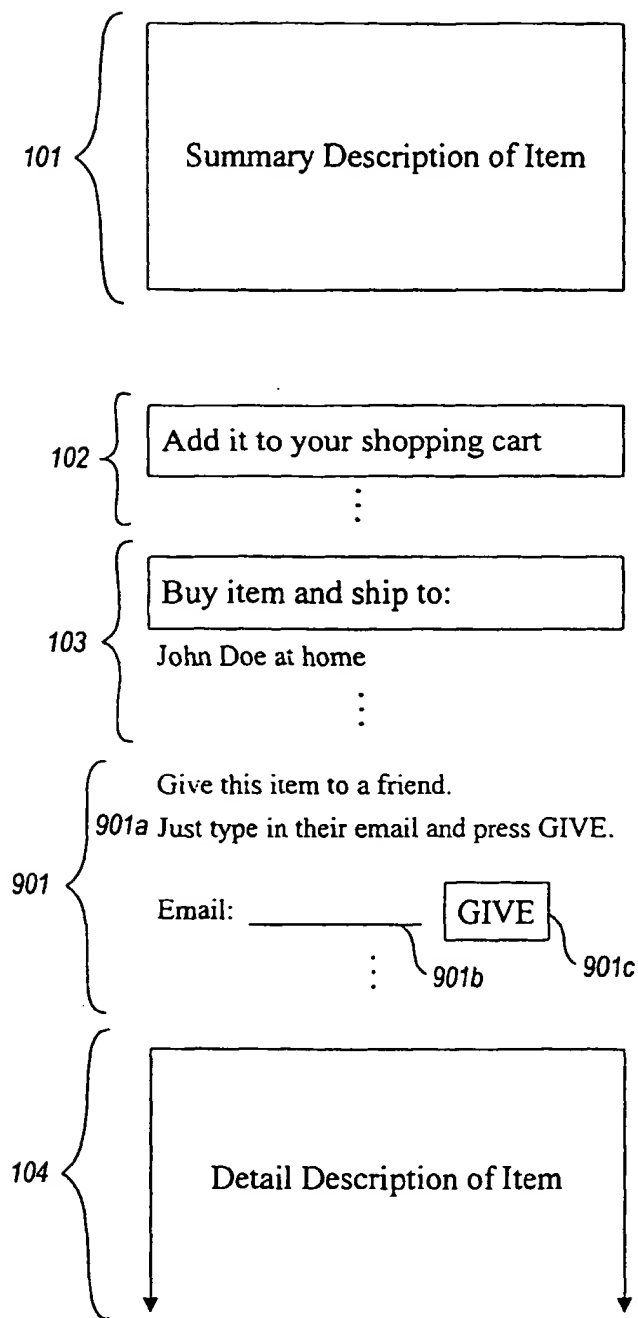 101
Summary Description of Item
102
Add it to your shopping cart
103
Buy item and ship to:
John Doe at home
901
Give this item to a friend.
901a Just type in their email and press GIVE.
Email: GIVE
901b
901c
104
Detail Description of Item